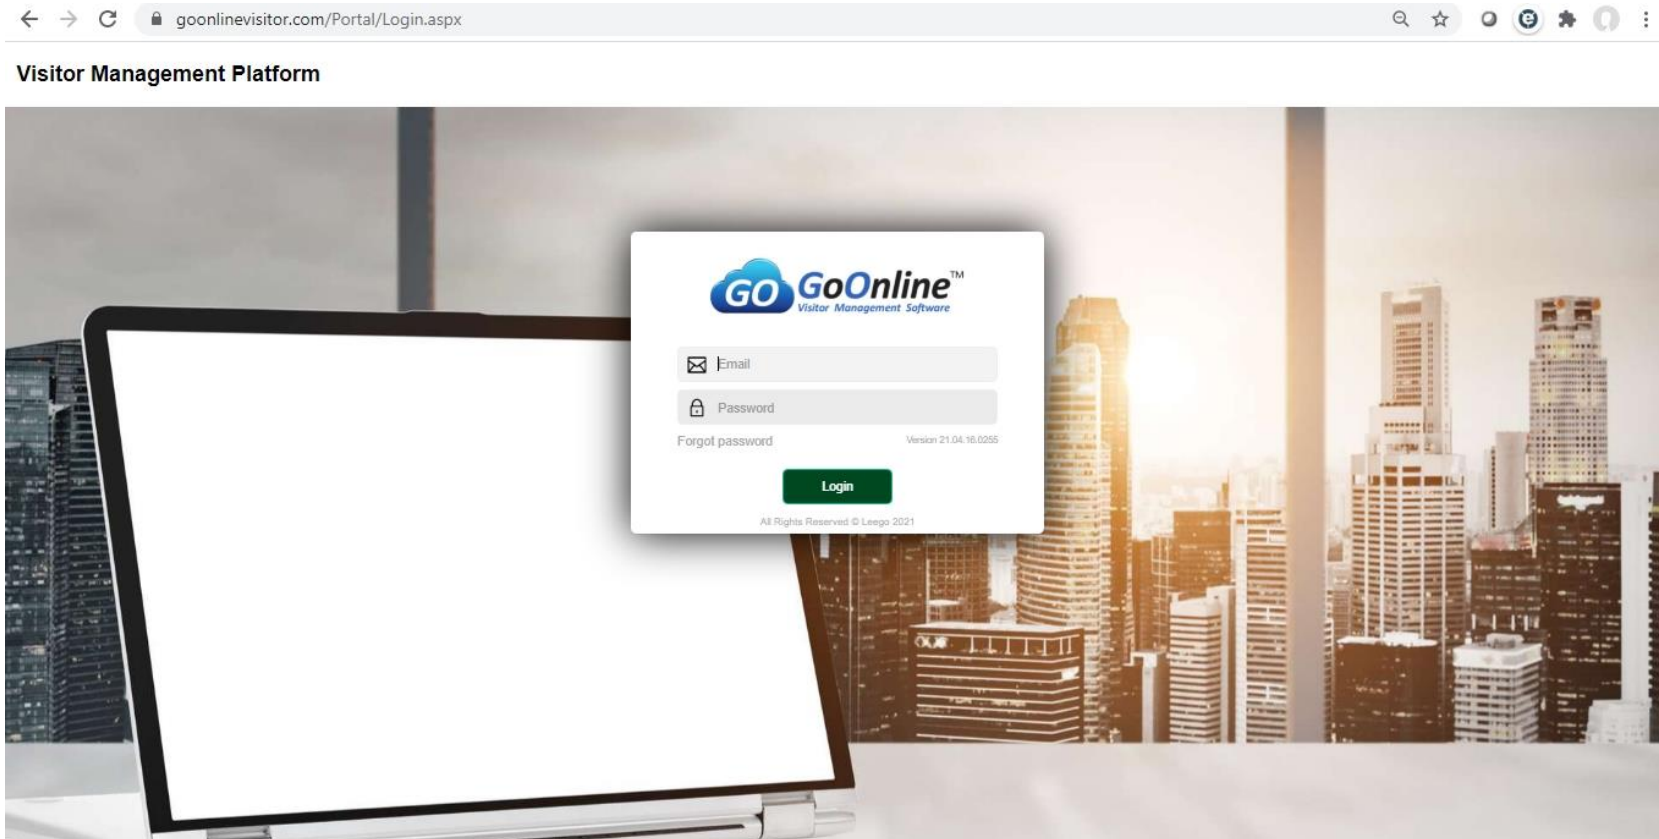 goonlinevisitor.com/Portal/Login.aspx
Visitor Management Platform
GO GoOnline™
Visitor Management Software
Email
Password
Forgot password Version 21.04.16.0255
Login
All Rights Reserved © Leego 2021